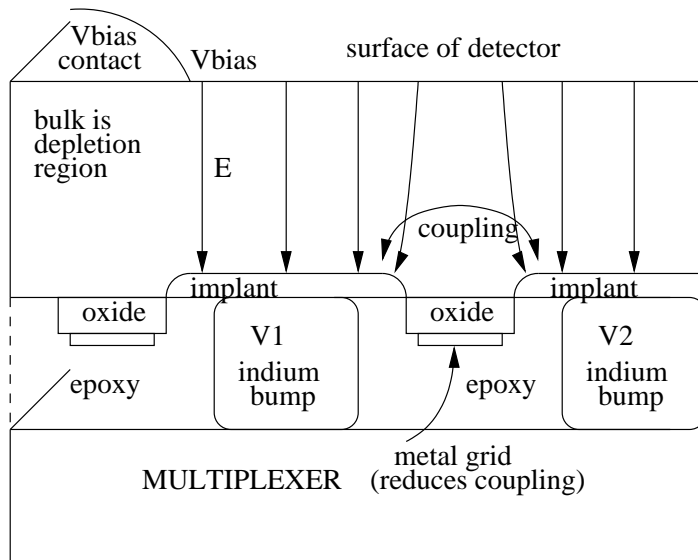 Vbias
contact
Vbias
surface of detector
bulk is
depletion
region
E
coupling
implant
implant
oxide
oxide
V1
V2
indium
bump
indium
bump
epoxy
epoxy
metal grid
MULTIPLEXER
(reduces coupling)